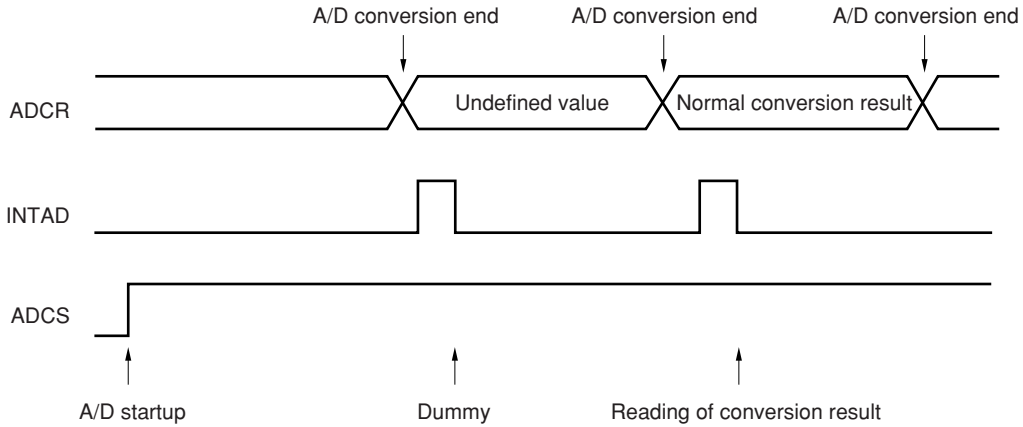 A/D conversion end A/D conversion end A/D conversion end
ADCR Undefined value Normal conversion result
INTAD
ADCS
A/D startup Dummy Reading of conversion result